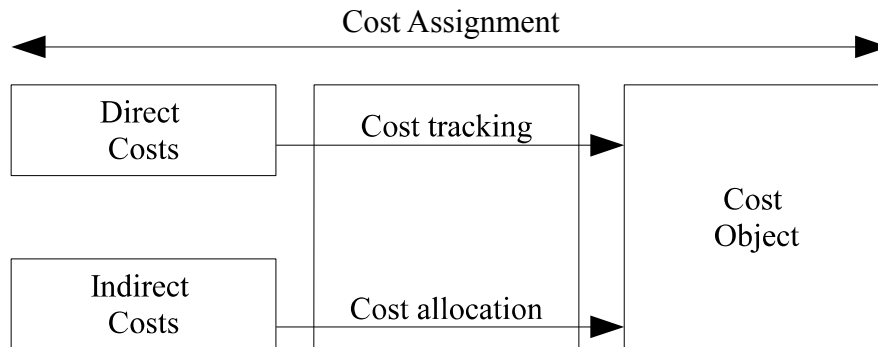 Cost Assignment
Direct
Costs
Cost tracking
Cost
Object
Indirect
Costs
Cost allocation